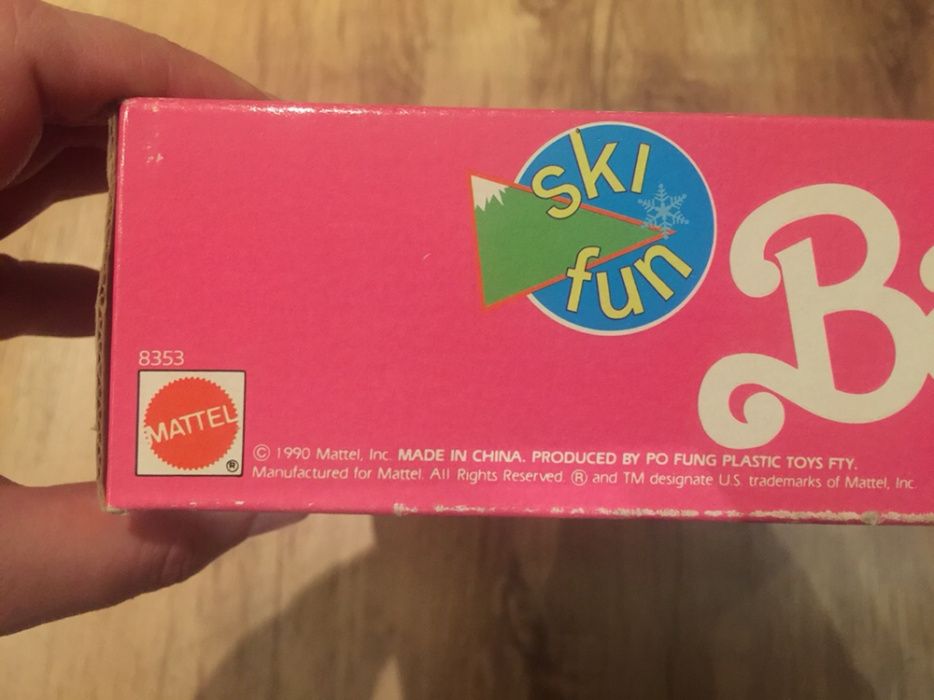 ski
fun
B
8353
MATTEL
®
© 1990 Mattel, Inc. MADE IN CHINA. PRODUCED BY PO FUNG PLASTIC TOYS FTY.
Manufactured for Mattel. All Rights Reserved. ® and TM designate U.S. trademarks of Mattel, Inc.